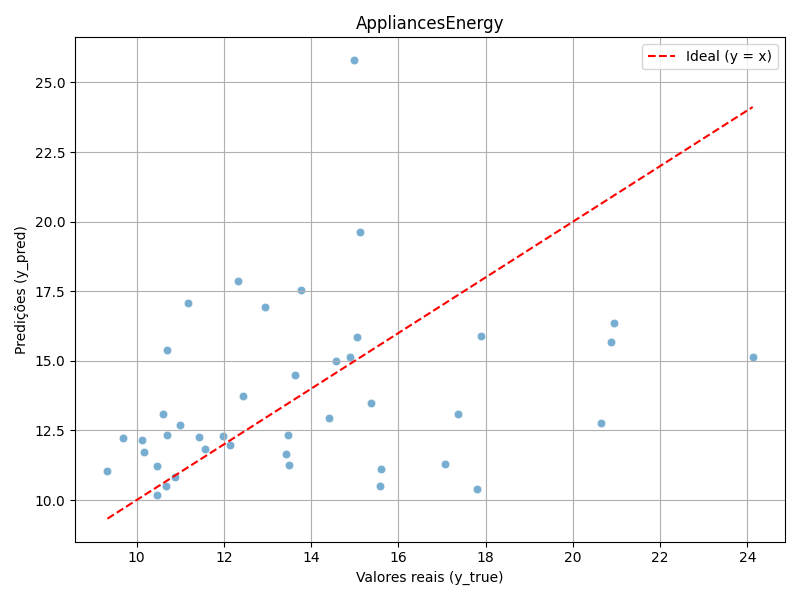 AppliancesEnergy
Ideal (y = x)
Predições (y_pred)
25.0
22.5
20.0
17.5
15.0
12.5
10.0
10 12 14 16 18 20 22 24
Valores reais (y_true)